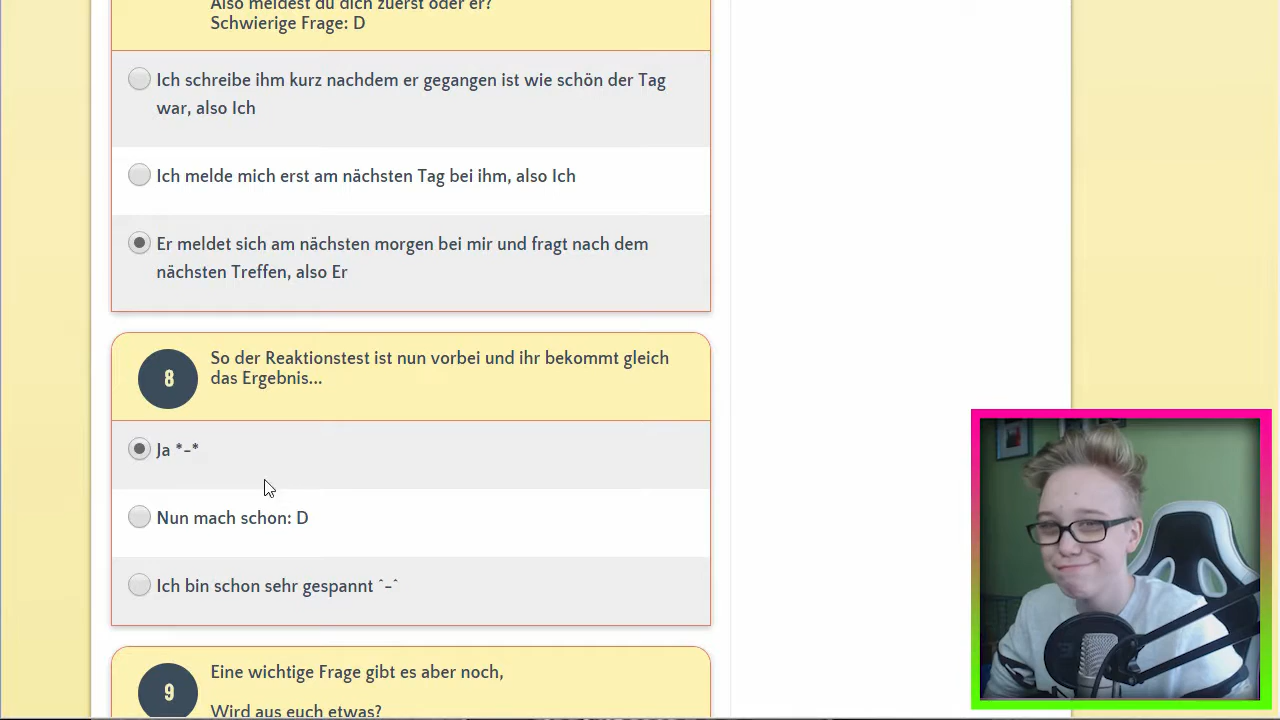 Also meldest du dich zuerst oder er?
Schwierige Frage: D
Ich schreibe ihm kurz nachdem er gegangen ist wie schön der Tag
war, also Ich
Ich melde mich erst am nächsten Tag bei ihm, also Ich
Er meldet sich am nächsten morgen bei mir und fragt nach dem
nächsten Treffen, also Er
8
So der Reaktionstest ist nun vorbei und ihr bekommt gleich
das Ergebnis...
Ja *-*
Nun mach schon: D
Ich bin schon sehr gespannt ^-^
9
Eine wichtige Frage gibt es aber noch,
Wird aus euch etwas?